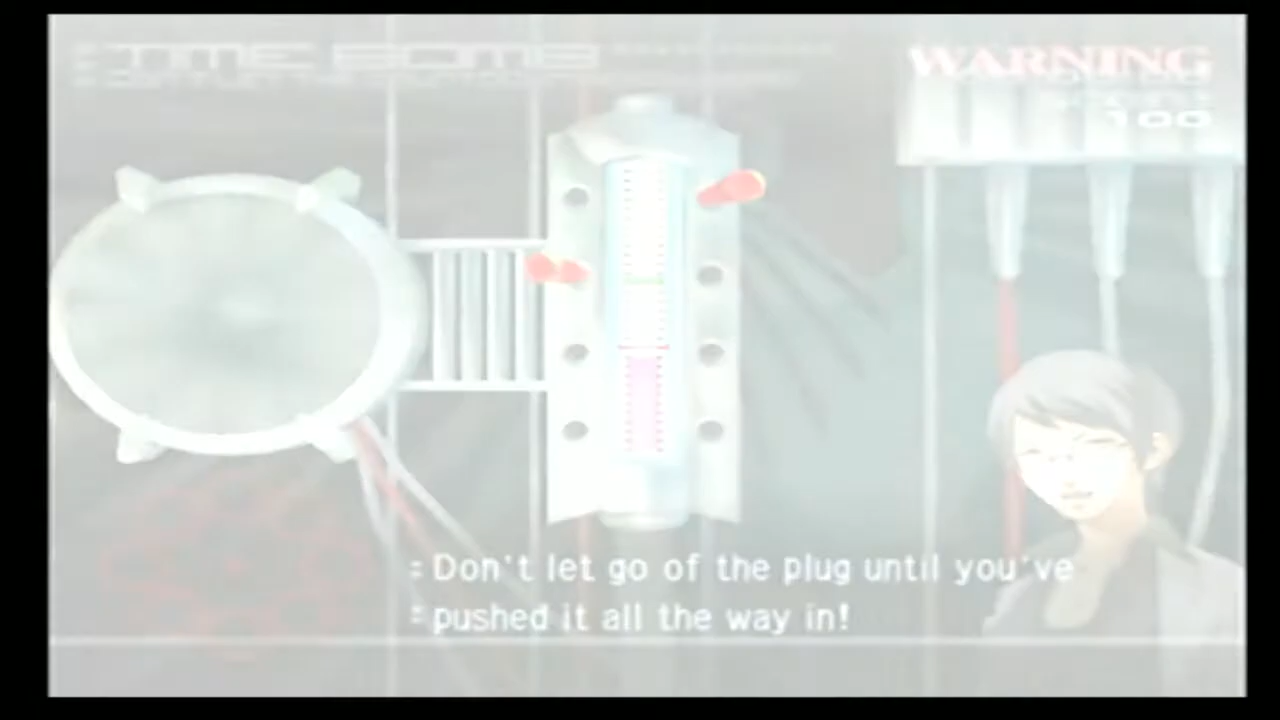 TIME BOMB
WARNING
100
Don't let go of the plug until you've
pushed it all the way in!